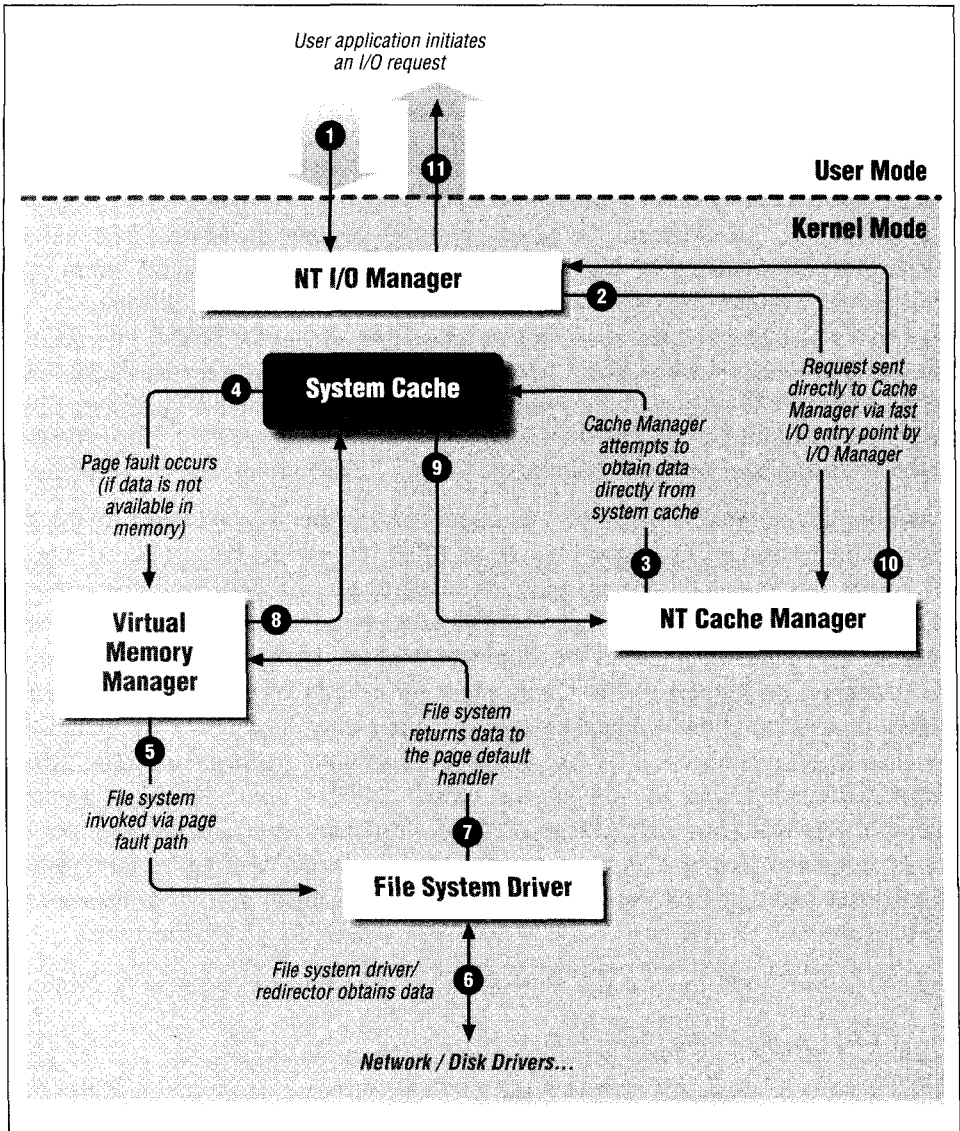 User application initiates
an I/O request
1
11
User Mode
Kernel Mode
NT I/O Manager
2
System Cache
4
9
Request sent
directly to Cache
Manager via fast
I/O entry point by
I/O Manager
Cache Manager
attempts to
obtain data
directly from
system cache
Page fault occurs
(if data is not
available in
memory)
3
10
NT Cache Manager
Virtual
Memory
Manager
8
File system
returns data to
the page default
handler
5
File system
invoked via page
fault path
7
File System Driver
File system driver/
redirector obtains data
6
Network / Disk Drivers...